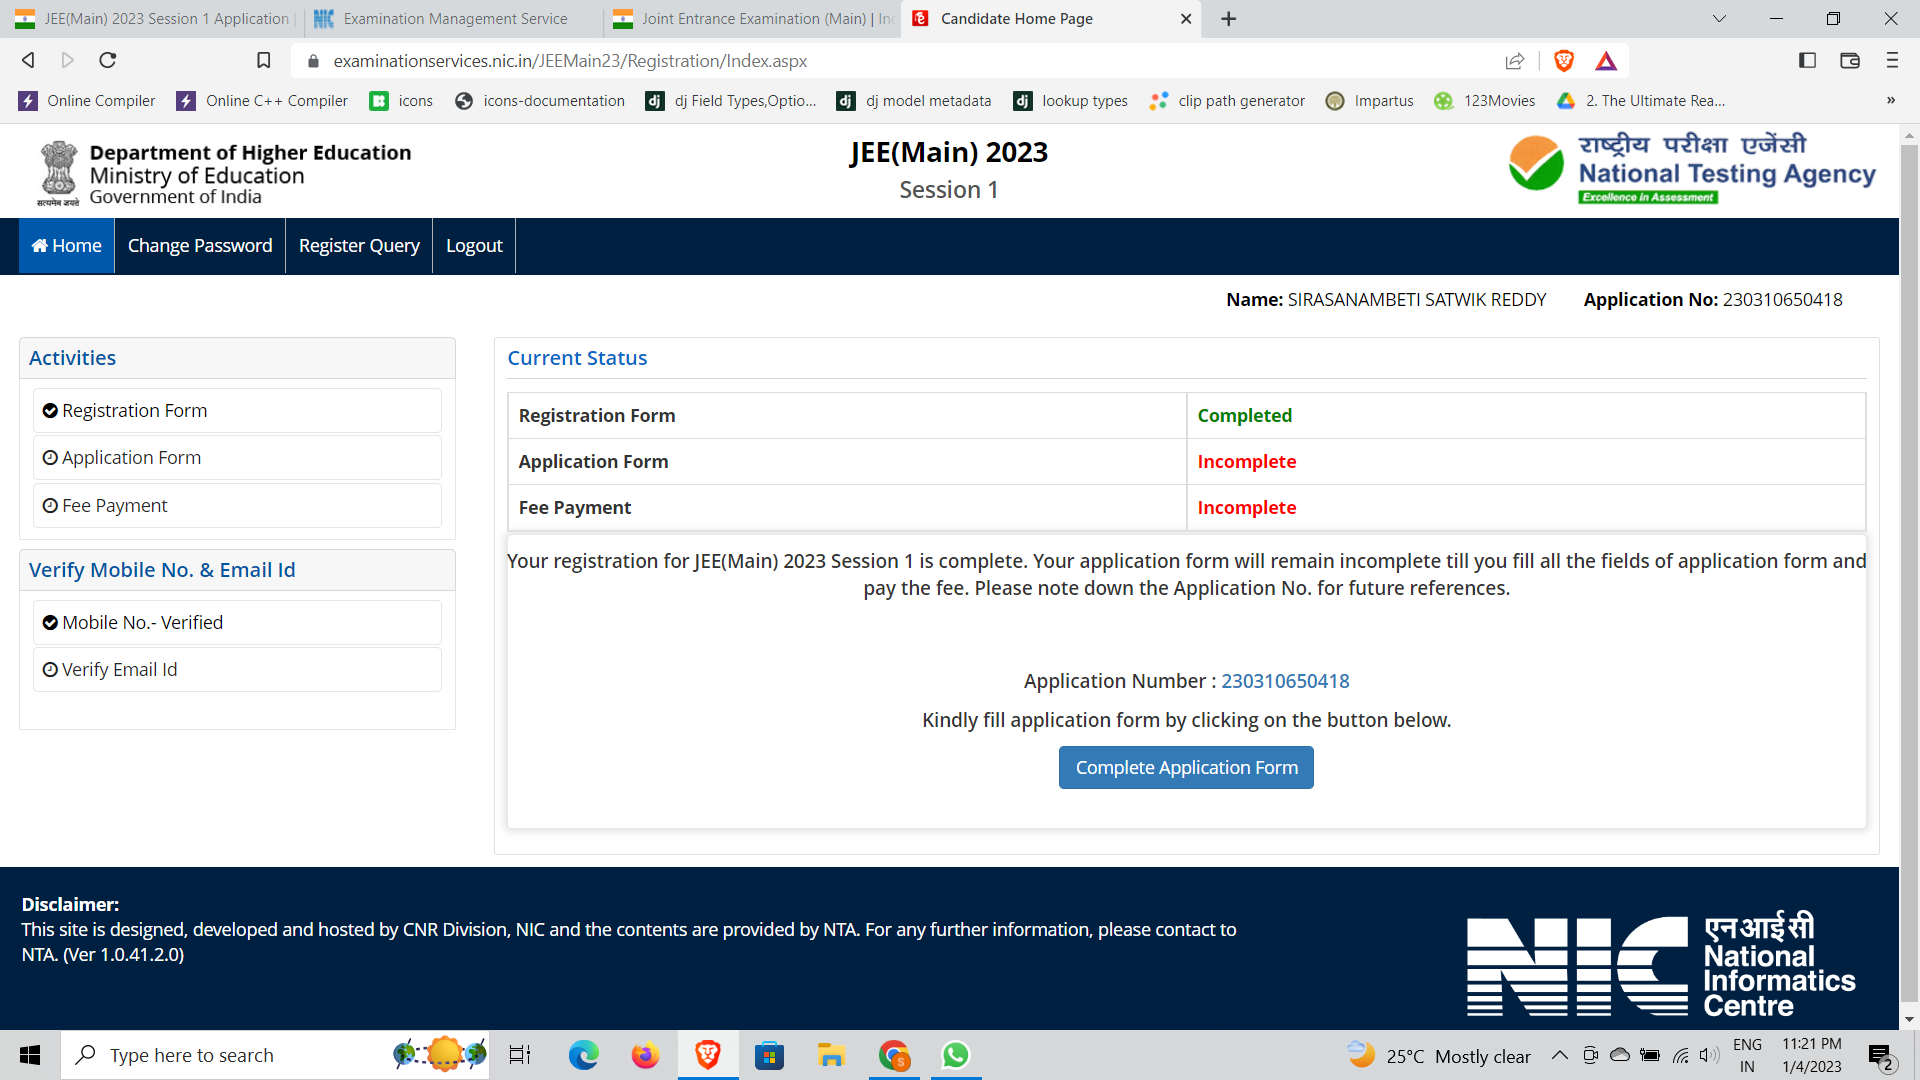 JEE(Main) 2023 Session 1 Application
Examination Management Service
Joint Entrance Examination (Main) | In
Candidate Home Page
examinationservices.nic.in/JEEMain23/Registration/Index.aspx
Online Compiler
Online C++ Compiler
icons
icons-documentation
dj Field Types,Optio...
dj model metadata
lookup types
clip path generator
Impartus
123Movies
2. The Ultimate Rea...
»
सत्यमेव जयते
Department of Higher Education
Ministry of Education
Government of India
JEE(Main) 2023
Session 1
राष्ट्रीय परीक्षा एजेंसी
National Testing Agency
Excellence in Assessment
Home
Change Password
Register Query
Logout
Name: SIRASANAMBETI SATWIK REDDY
Application No: 230310650418
Activities
Registration Form
Application Form
Fee Payment
Verify Mobile No. & Email Id
Mobile No.- Verified
Verify Email Id
Current Status
Registration Form Completed
Application Form Incomplete
Fee Payment Incomplete
Your registration for JEE(Main) 2023 Session 1 is complete. Your application form will remain incomplete till you fill all the fields of application form and
pay the fee. Please note down the Application No. for future references.
Application Number : 230310650418
Kindly fill application form by clicking on the button below.
Complete Application Form
Disclaimer:
This site is designed, developed and hosted by CNR Division, NIC and the contents are provided by NTA. For any further information, please contact to
NTA. (Ver 1.0.41.2.0)
NIC
एन आई सी
National
Informatics
Centre
Type here to search
25°C Mostly clear
ENG
IN
11:21 PM
1/4/2023
2